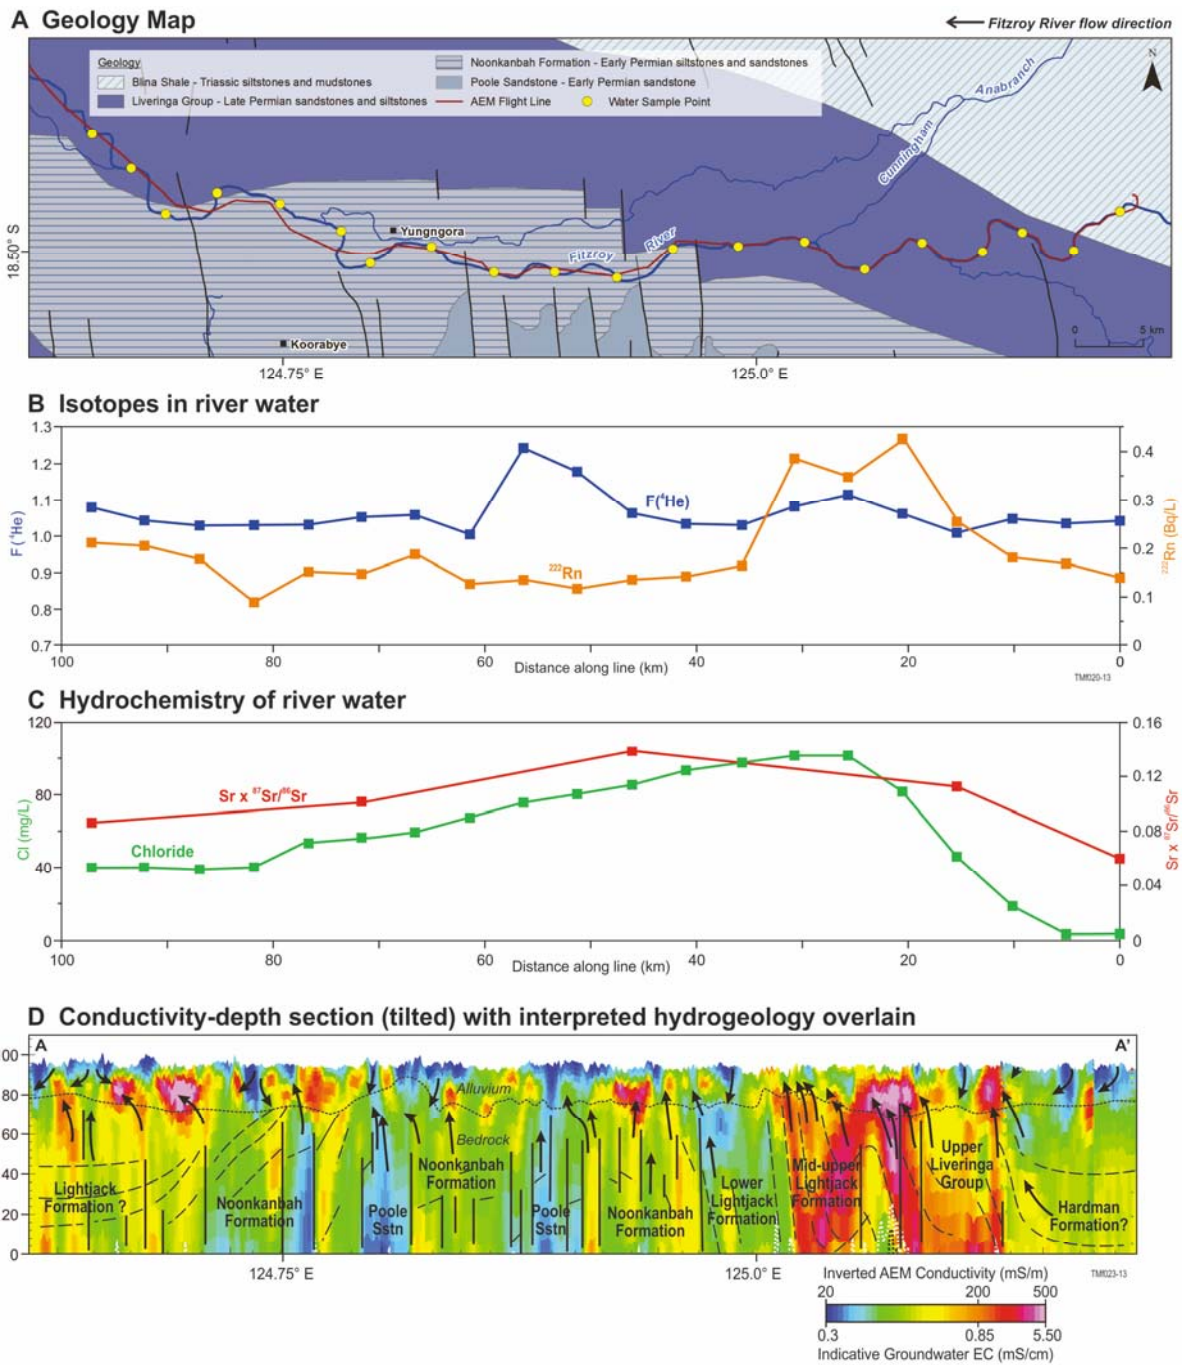 A Geology Map
Fitzroy River flow direction
Geology
Blina Shale - Triassic siltstones and mudstones
Liveringa Group - Late Permian sandstones and siltstones
Noonkanbah Formation - Early Permian siltstones and sandstones
Poole Sandstone - Early Permian sandstone
AEM Flight Line
Water Sample Point
N
Anabranch
Cunningham
Yungngora
Fitzroy
River
18.50° S
Koorabye
0 5 km
124.75° E 125.0° E
B Isotopes in river water
1.3
1.2
1.1
1.0
0.9
0.8
0.7
F (⁴He)
F(⁴He)
²²²Rn
0.4
0.3
0.2
0.1
0
²²²Rn (Bq/L)
100 80 60 40 20 0
Distance along line (km)
TMf020-13
C Hydrochemistry of river water
120
80
40
0
Cl (mg/L)
Sr x ⁸⁷Sr/⁸⁶Sr
Chloride
0.16
0.12
0.08
0.04
0
Sr x ⁸⁷Sr/⁸⁶Sr
100 80 60 40 20 0
Distance along line (km)
D Conductivity-depth section (tilted) with interpreted hydrogeology overlain
A A'
00
80
60
40
20
0
Alluvium
Bedrock
Lightjack
Formation ?
Noonkanbah
Formation
Poole
Sstn
Noonkanbah
Formation
Poole
Sstn
Noonkanbah
Formation
Lower
Lightjack
Formation
Mid-upper
Lightjack
Formation
Upper
Liveringa
Group
Hardman
Formation?
124.75° E 125.0° E
TMf023-13
Inverted AEM Conductivity (mS/m)
20 200 500
0.3 0.85 5.50
Indicative Groundwater EC (mS/cm)